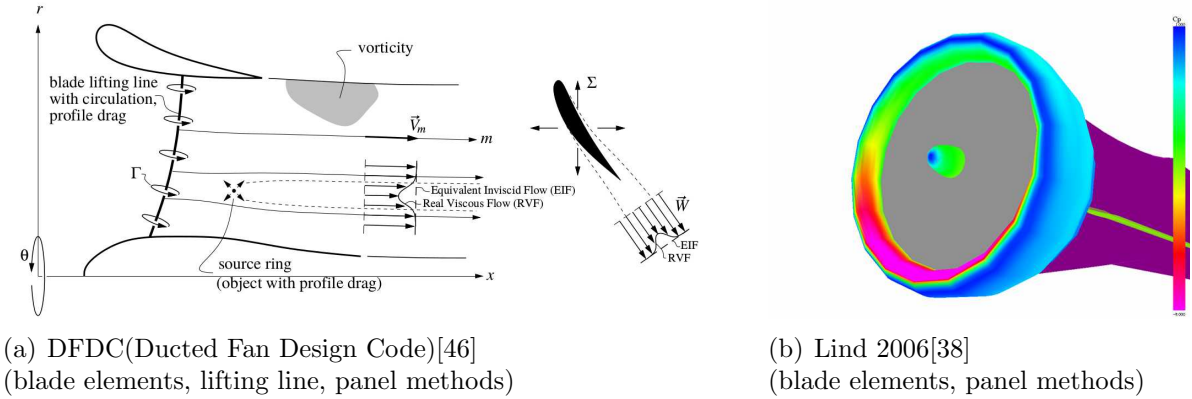 r
vorticity
blade lifting line
with circulation,
profile drag
Σ
V⃗m
m
Γ
Equivalent Inviscid Flow (EIF)
Real Viscous Flow (RVF)
W⃗
EIF
RVF
θ
source ring
(object with profile drag)
x
Cp
-4.000
(a) DFDC(Ducted Fan Design Code)[46]
(blade elements, lifting line, panel methods)
(b) Lind 2006[38]
(blade elements, panel methods)